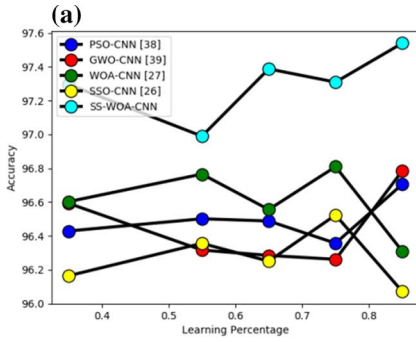 (a)
97.6
97.4
97.2
97.0
96.8
96.6
96.4
96.2
96.0
Accuracy
PSO-CNN [38]
GWO-CNN [39]
WOA-CNN [27]
SSO-CNN [26]
SS-WOA-CNN
0.4 0.5 0.6 0.7 0.8
Learning Percentage